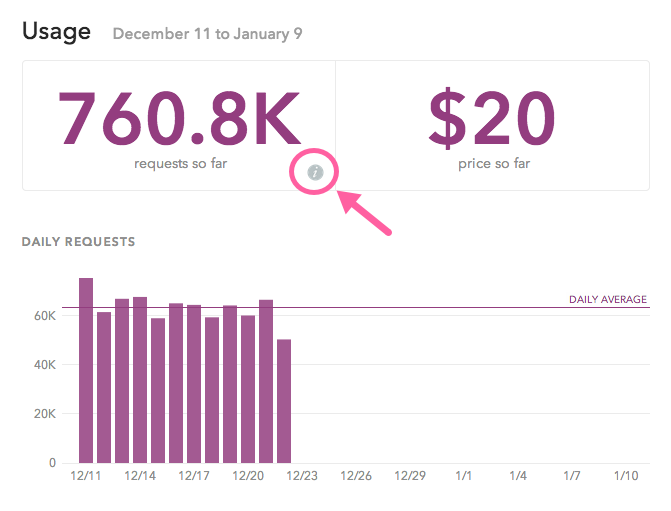 Usage December 11 to January 9
760.8K $20
requests so far price so far
i
DAILY REQUESTS
DAILY AVERAGE
60K
40K
20K
0
12/11 12/14 12/17 12/20 12/23 12/26 12/29 1/1 1/4 1/7 1/10